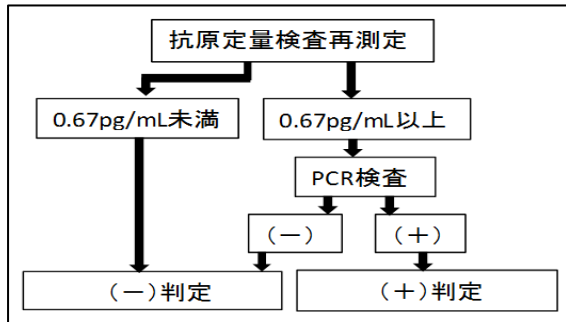 抗原定量検査再測定
0.67pg/mL未満
0.67pg/mL以上
PCR検査
（－）
（＋）
（－）判定
（＋）判定